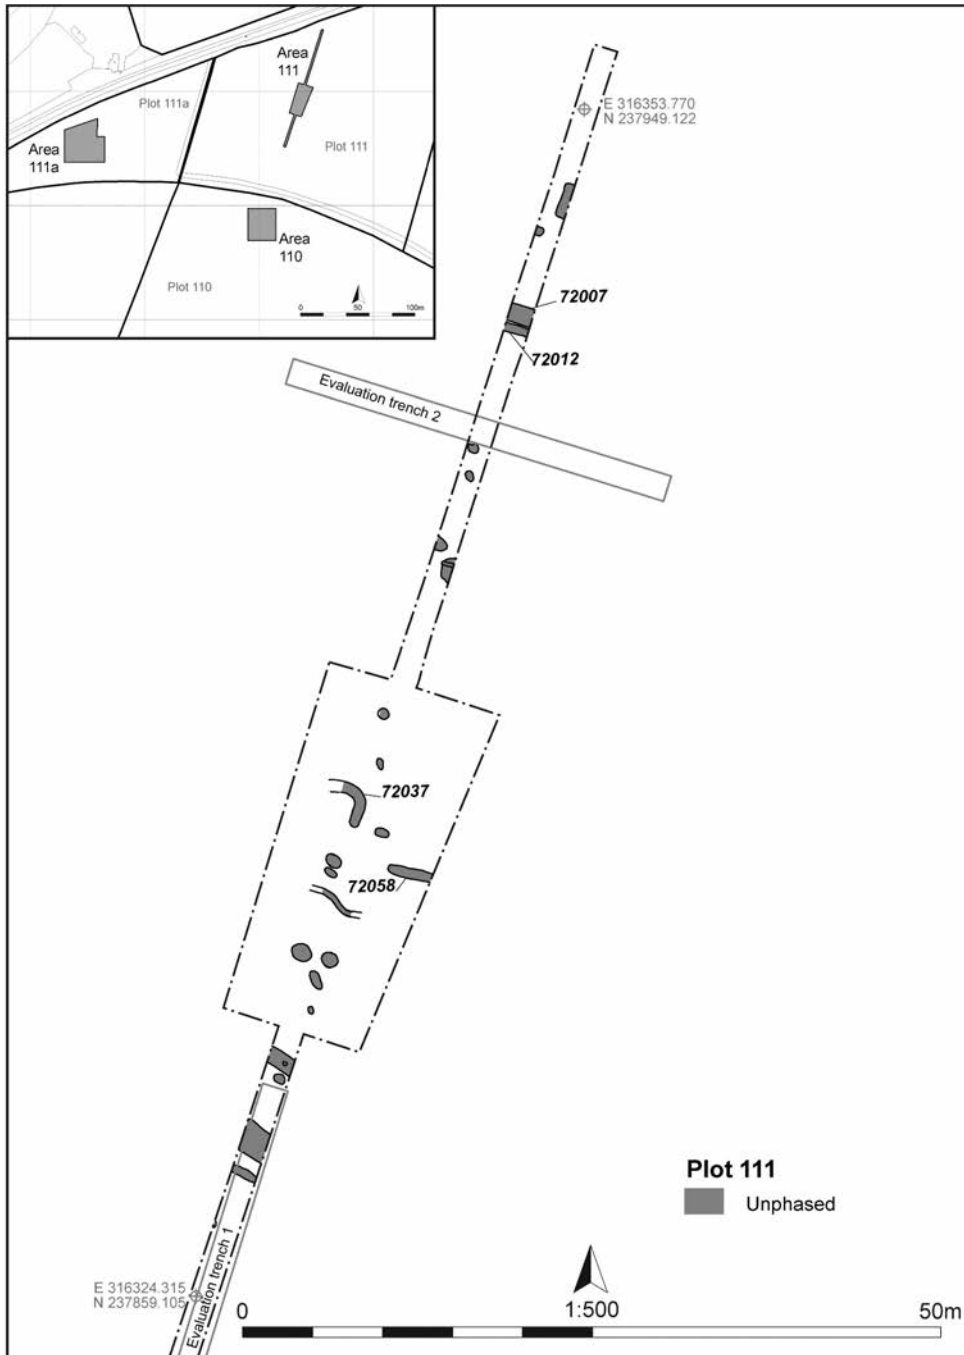 Area
111
Plot 111a
Area
111a
Plot 111
Area
110
Plot 110
0
50
100m
E 316353.770
N 237949.122
72007
72012
Evaluation trench 2
72037
72058
Plot 111
Unphased
E 316324.315
N 237859.105
Evaluation trench 1
1:500
0
50m